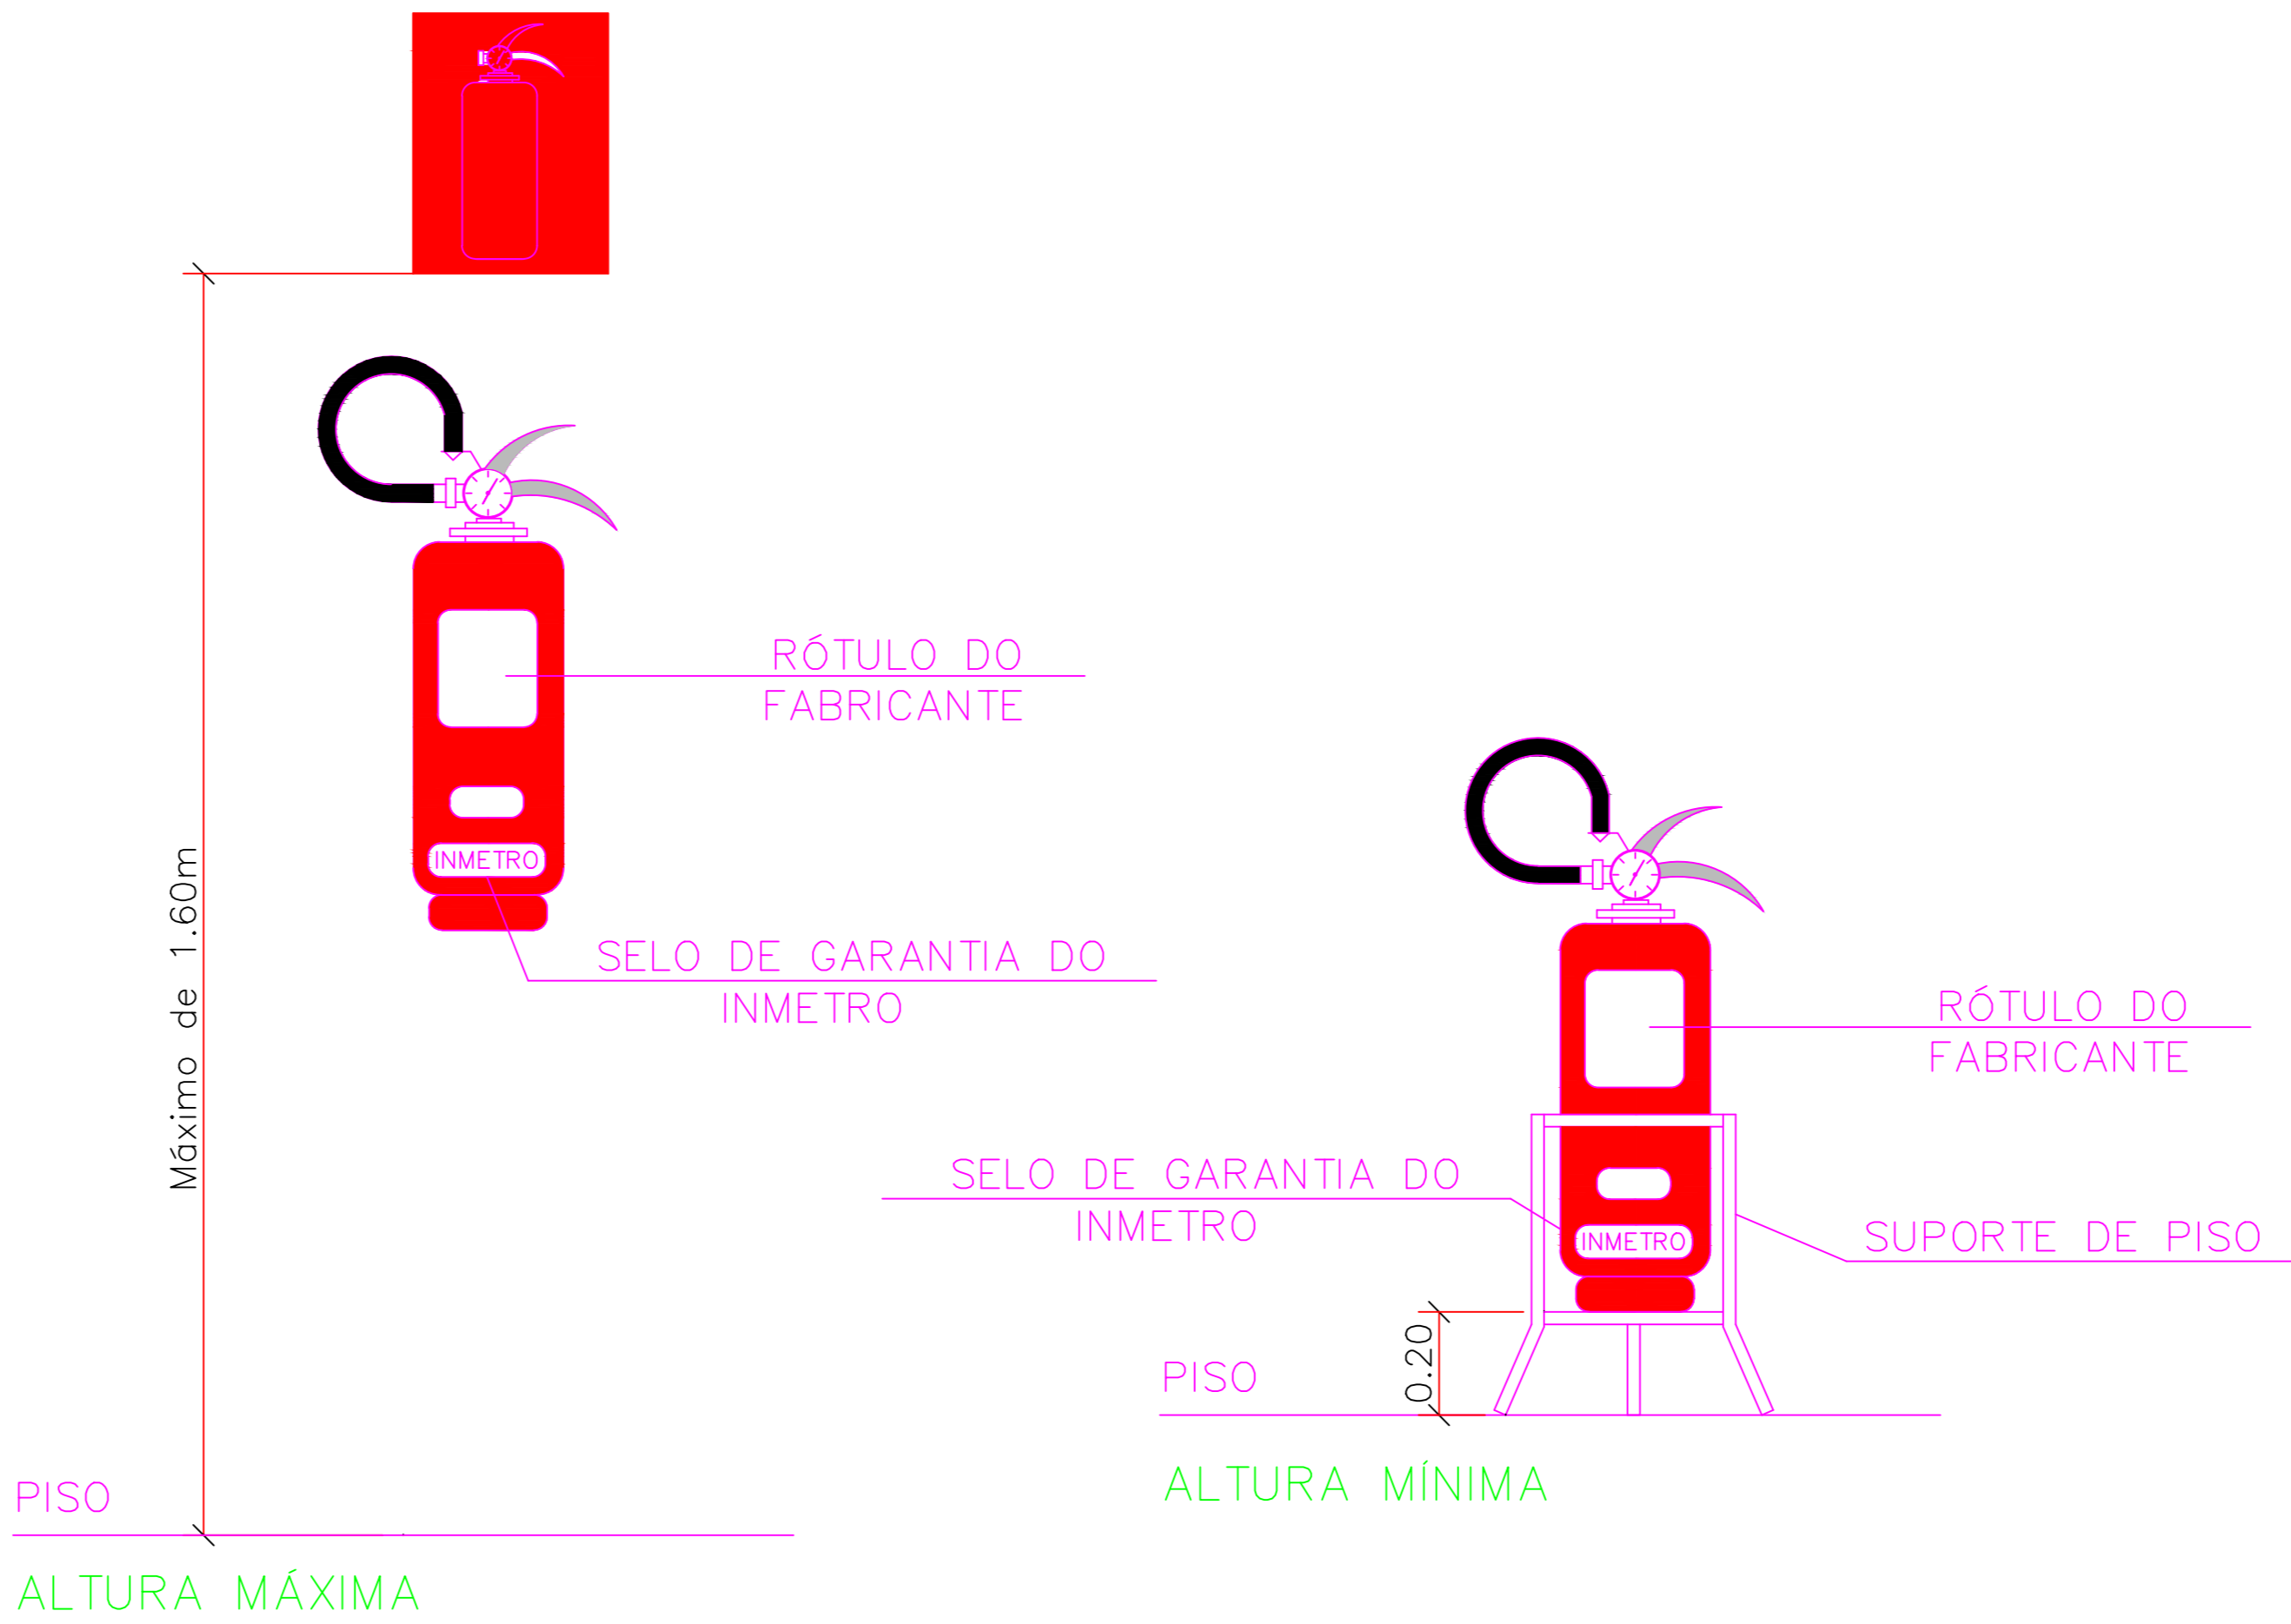 RÓTULO DO
FABRICANTE
INMETRO
SELO DE GARANTIA DO
INMETRO
Máximo de 1.60m
PISO
ALTURA MÁXIMA
RÓTULO DO
FABRICANTE
SELO DE GARANTIA DO
INMETRO
INMETRO
SUPORTE DE PISO
0.20
PISO
ALTURA MÍNIMA